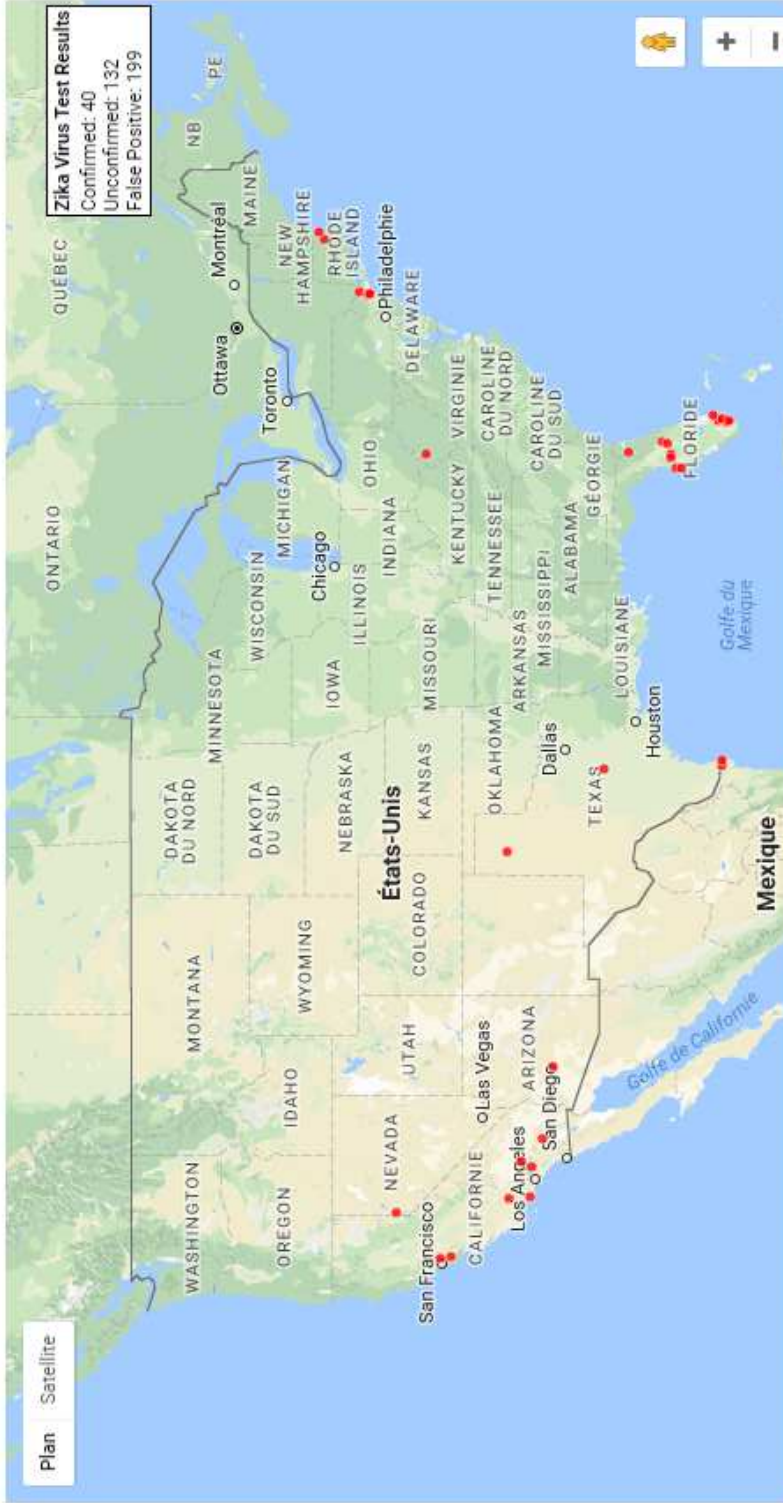 Plan
Satellite
Zika Virus Test Results
Confirmed: 40
Unconfirmed: 132
False Positive: 199
ONTARIO
QUÉBEC
NB
PE
Montréal
Ottawa
MAINE
Toronto
NEW
HAMPSHIRE
RHODE
ISLAND
WASHINGTON
MONTANA
DAKOTA
DU NORD
MINNESOTA
WISCONSIN
MICHIGAN
OREGON
IDAHO
WYOMING
DAKOTA
DU SUD
IOWA
Chicago
ILLINOIS
INDIANA
OHIO
Philadelphie
DELAWARE
NEVADA
UTAH
COLORADO
NEBRASKA
États-Unis
KANSAS
MISSOURI
KENTUCKY
VIRGINIE
San Francisco
CALIFORNIE
Las Vegas
Los Angeles
San Diego
ARIZONA
OKLAHOMA
ARKANSAS
TENNESSEE
CAROLINE
DU NORD
CAROLINE
DU SUD
MISSISSIPPI
ALABAMA
GÉORGIE
Dallas
TEXAS
LOUISIANE
Houston
FLORIDE
Golfe de Californie
Mexique
Golfe du
Mexique
+
−